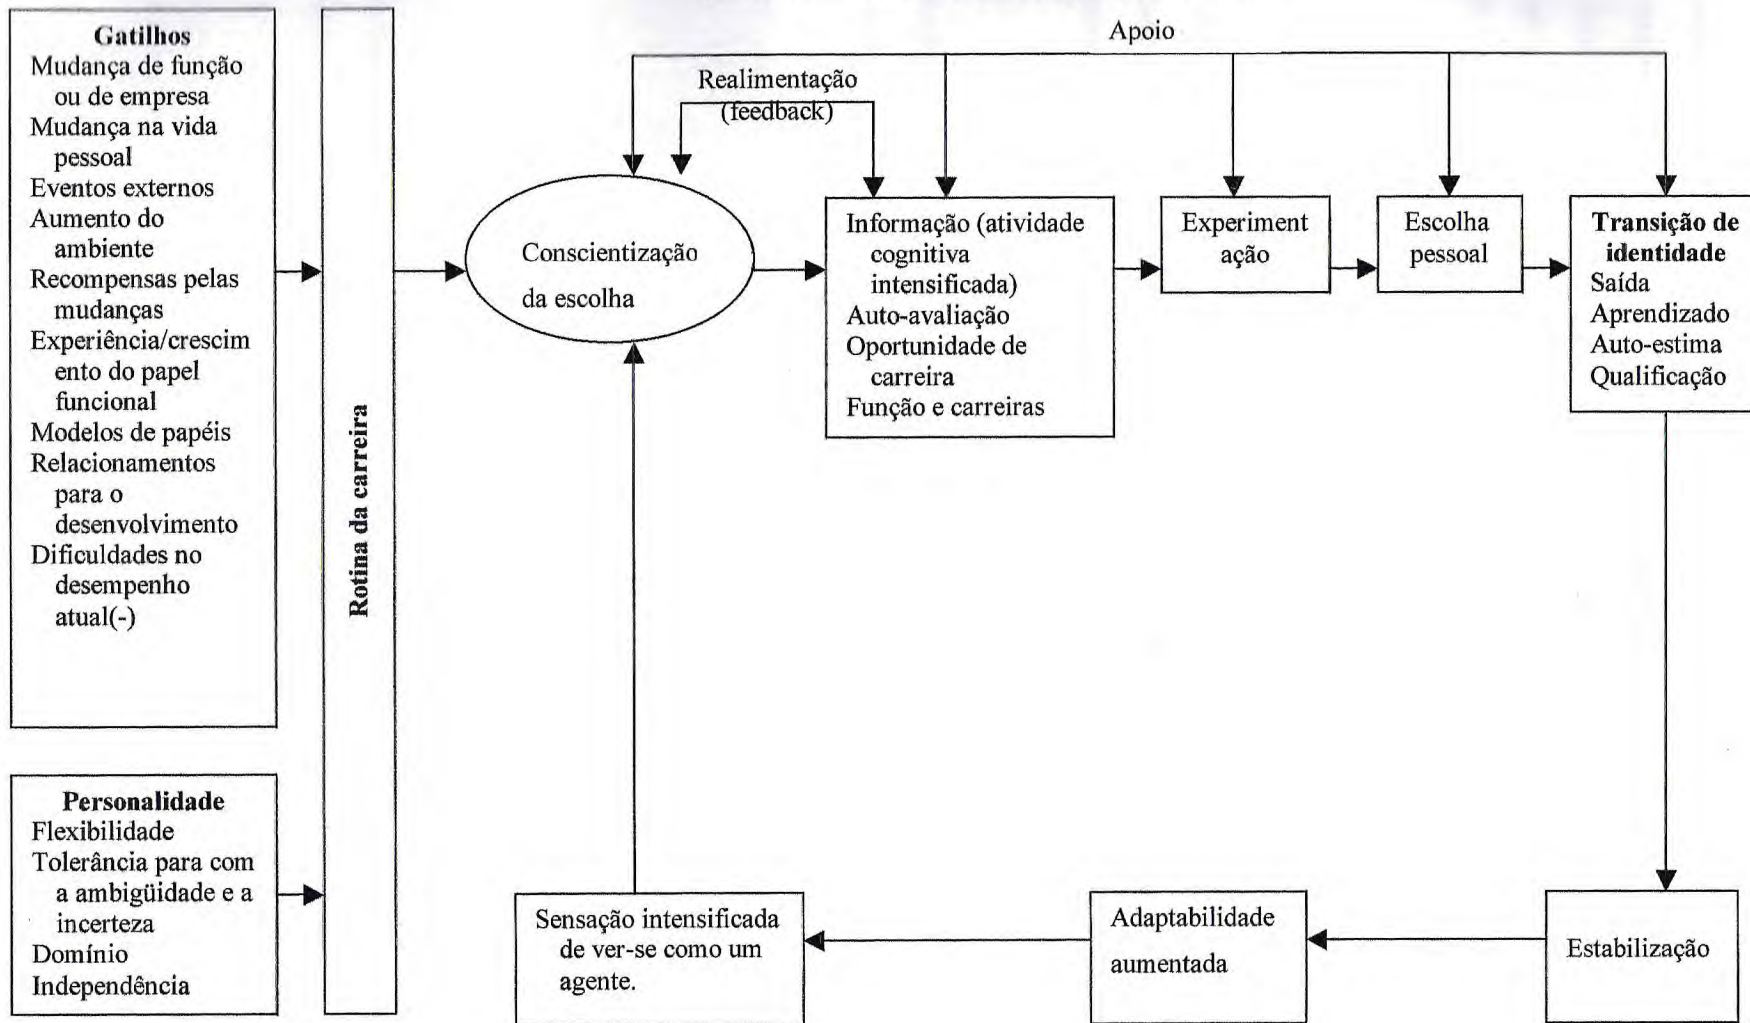 Gatilhos
Mudança de função
ou de empresa
Mudança na vida
pessoal
Eventos externos
Aumento do
ambiente
Recompensas pelas
mudanças
Experiência/crescim
ento do papel
funcional
Modelos de papéis
Relacionamentos
para o
desenvolvimento
Dificuldades no
desempenho
atual(-)
Personalidade
Flexibilidade
Tolerância para com
a ambigüidade e a
incerteza
Domínio
Independência
Rotina da carreira
Apoio
Realimentação
(feedback)
Conscientização
da escolha
Informação (atividade
cognitiva
intensificada)
Auto-avaliação
Oportunidade de
carreira
Função e carreiras
Experiment
ação
Escolha
pessoal
Transição de
identidade
Saída
Aprendizado
Auto-estima
Qualificação
Sensação intensificada
de ver-se como um
agente.
Adaptabilidade
aumentada
Estabilização